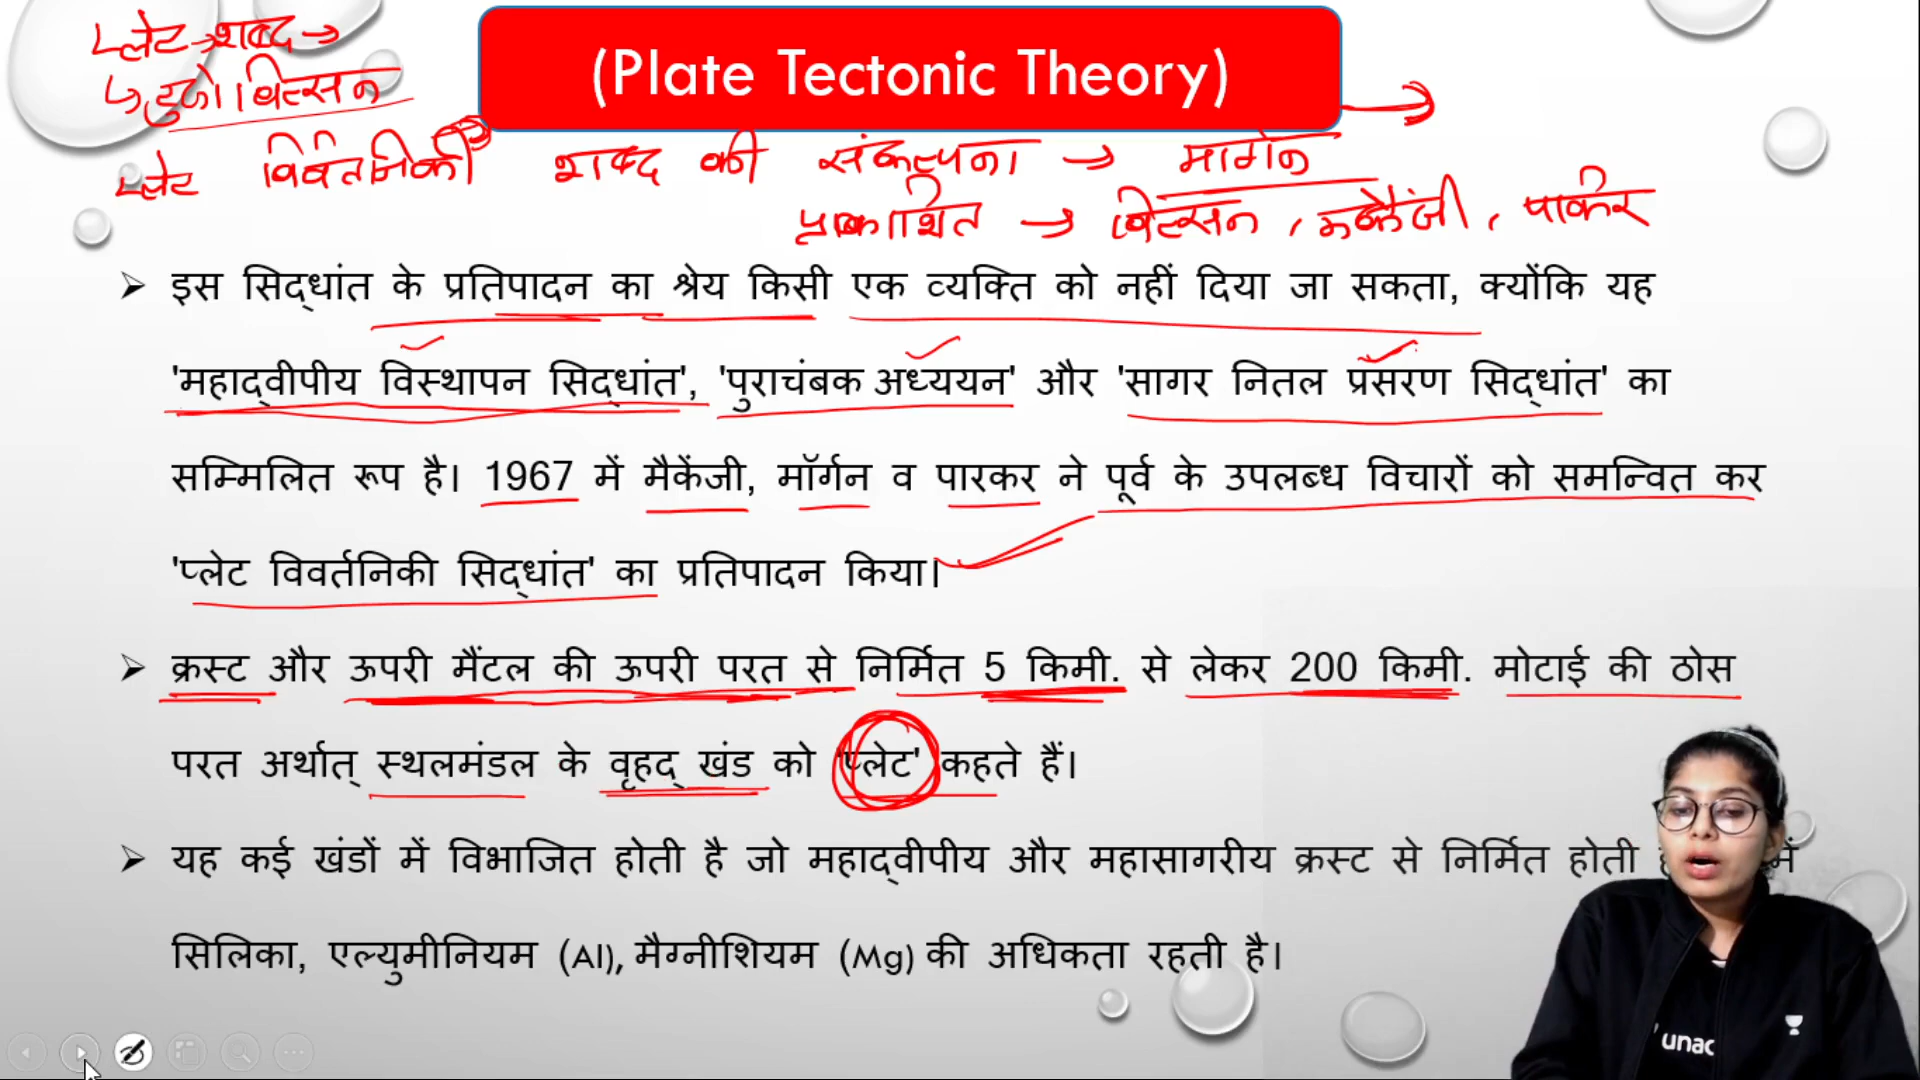 प्लेट → शब्द →
↳ टुजो विल्सन
(Plate Tectonic Theory)
प्लेट विवर्तनिकी शब्द की संकल्पना → मार्गन
प्रकाशित → विल्सन, मैकेंजी, पार्कर
➢ इस सिद्धांत के प्रतिपादन का श्रेय किसी एक व्यक्ति को नहीं दिया जा सकता, क्योंकि यह
'महाद्वीपीय विस्थापन सिद्धांत', 'पुराचंबक अध्ययन' और 'सागर नितल प्रसरण सिद्धांत' का
सम्मिलित रूप है। 1967 में मैकेंजी, मॉर्गन व पारकर ने पूर्व के उपलब्ध विचारों को समन्वित कर
'प्लेट विवर्तनिकी सिद्धांत' का प्रतिपादन किया।
➢ क्रस्ट और ऊपरी मैंटल की ऊपरी परत से निर्मित 5 किमी. से लेकर 200 किमी. मोटाई की ठोस
परत अर्थात् स्थलमंडल के वृहद् खंड को 'प्लेट' कहते हैं।
➢ यह कई खंडों में विभाजित होती है जो महाद्वीपीय और महासागरीय क्रस्ट से निर्मित होती
सिलिका, एल्युमीनियम (Al), मैग्नीशियम (Mg) की अधिकता रहती है।
unac